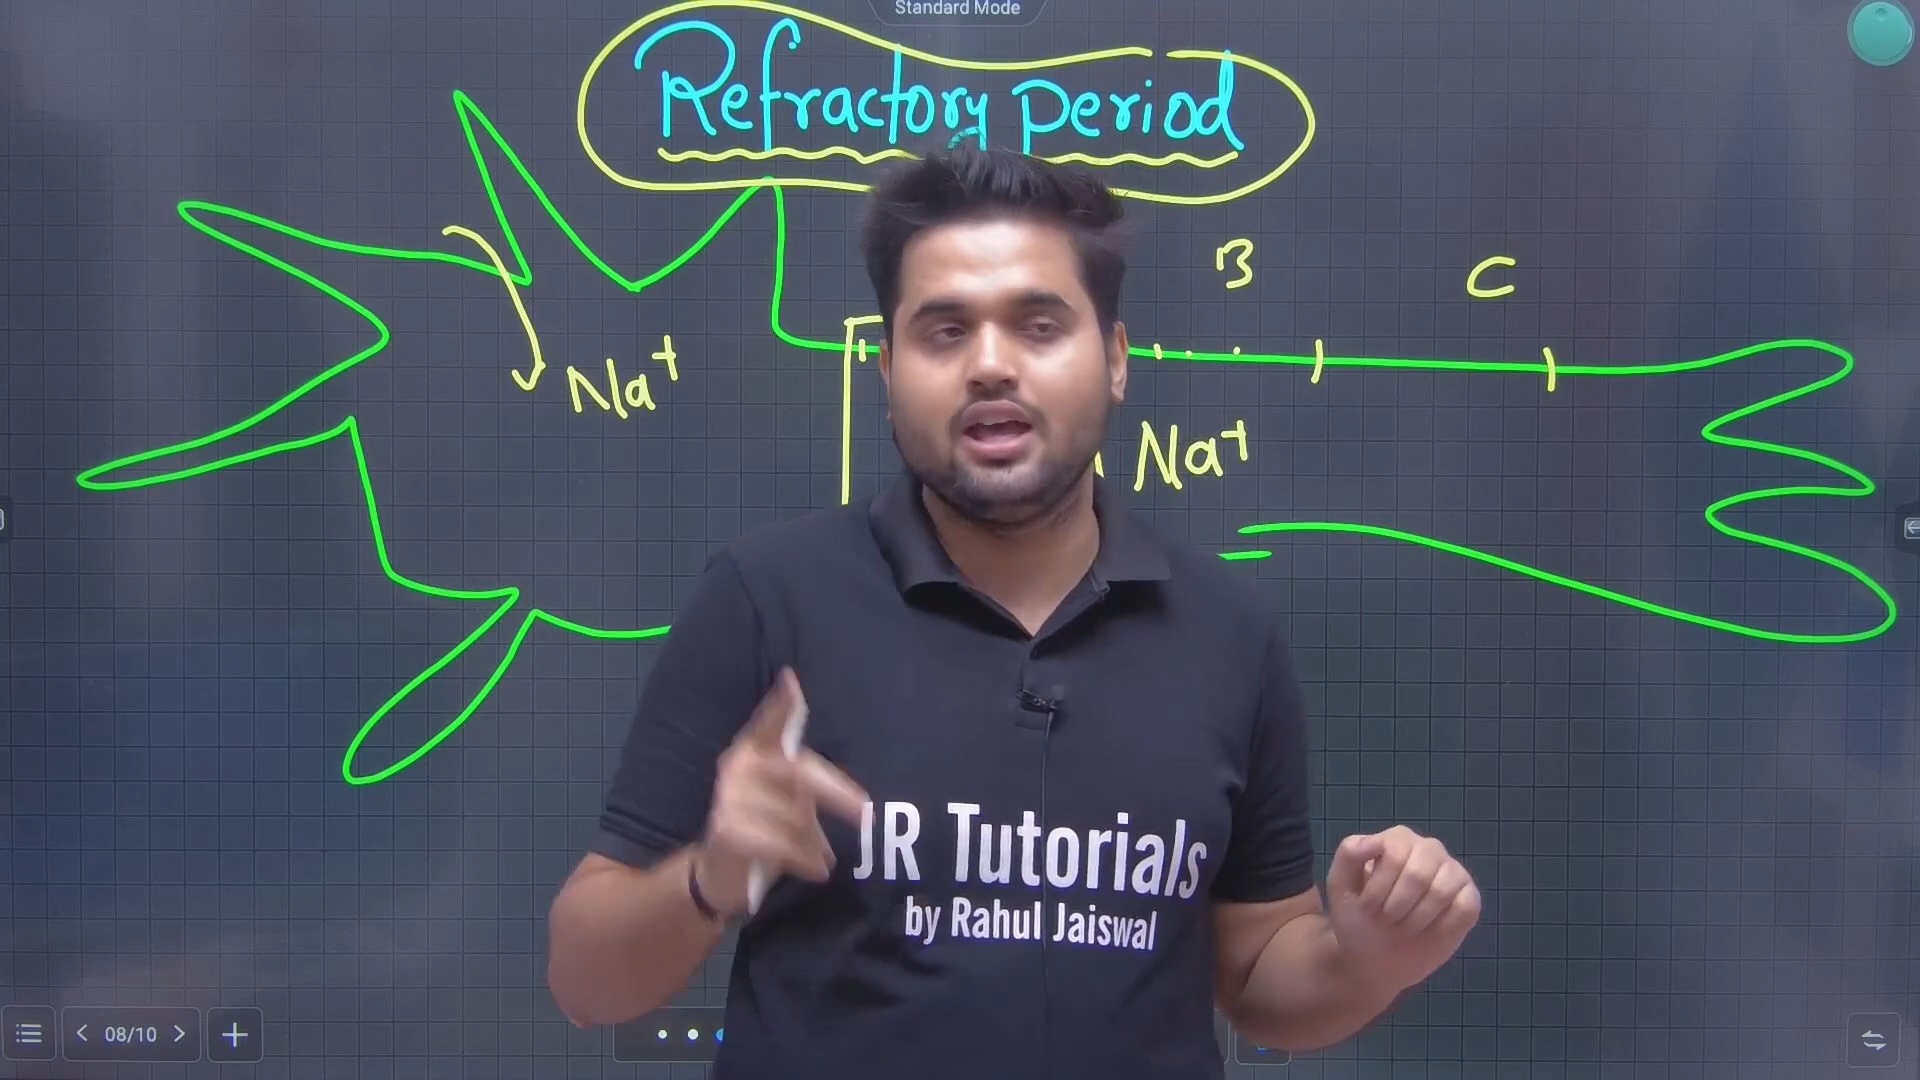 Standard Mode
Refractory period
B
C
Na+
Na+
JR Tutorials
by Rahul Jaiswal
08/10